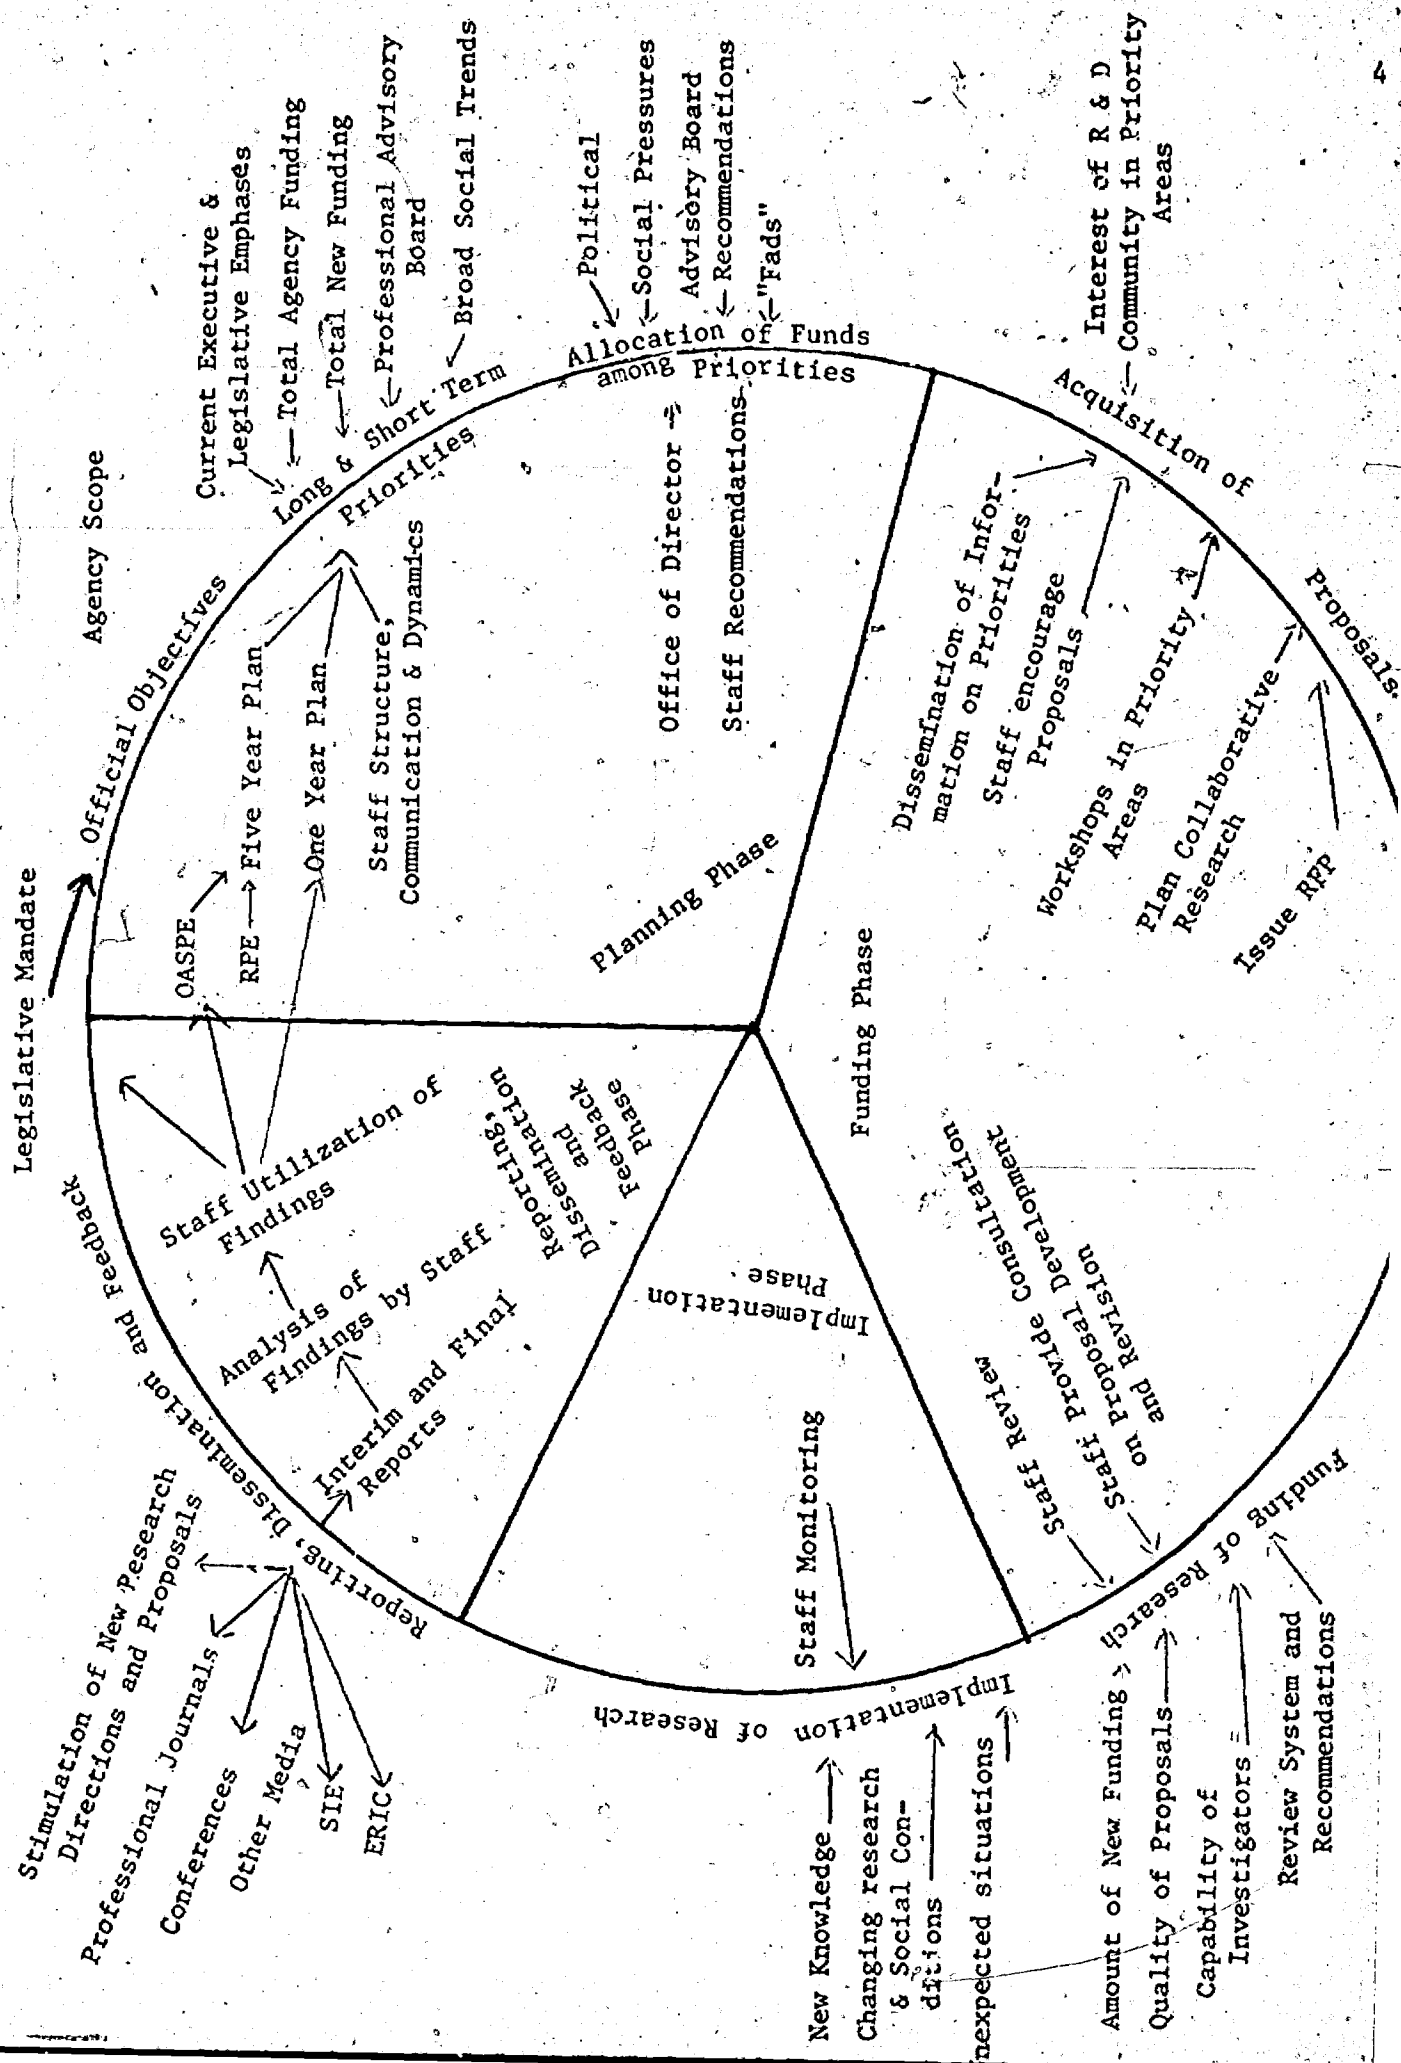 4
Legislative Mandate
Official Objectives
Agency Scope
Current Executive &
Legislative Emphases
Total Agency Funding
Total New Funding
Professional Advisory
Board
Broad Social Trends
Long & Short Term
Priorities
OASPE
RPE
Five Year Plan
One Year Plan
Staff Structure,
Communication & Dynamics
Political
Social Pressures
Advisory Board
Recommendations
"Fads"
Allocation of Funds
among Priorities
Office of Director
Staff Recommendations
Planning Phase
Interest of R & D
Community in Priority
Areas
Acquisition of
Proposals
Dissemination of Infor-
mation on Priorities
Staff encourage
Proposals
Workshops in Priority
Areas
Plan Collaborative
Research
Issue RFP
Funding Phase
Staff Review
Staff Provide Consultation
on Proposal Development
and Revision
Funding of
Research
Amount of New Funding
Quality of Proposals
Capability of
Investigators
Review System and
Recommendations
Implementation
Phase
Staff Monitoring
Implementation of Research
New Knowledge
Changing research
& Social Con-
ditions
nexpected situations
Reporting,
Dissemination
and
Feedback
Phase
Reporting, Dissemination and Feedback
Interim and Final
Reports
Analysis of
Findings by Staff
Staff Utilization of
Findings
Stimulation of New Research
Directions and Proposals
Professional Journals
Conferences
Other Media
SIE
ERIC